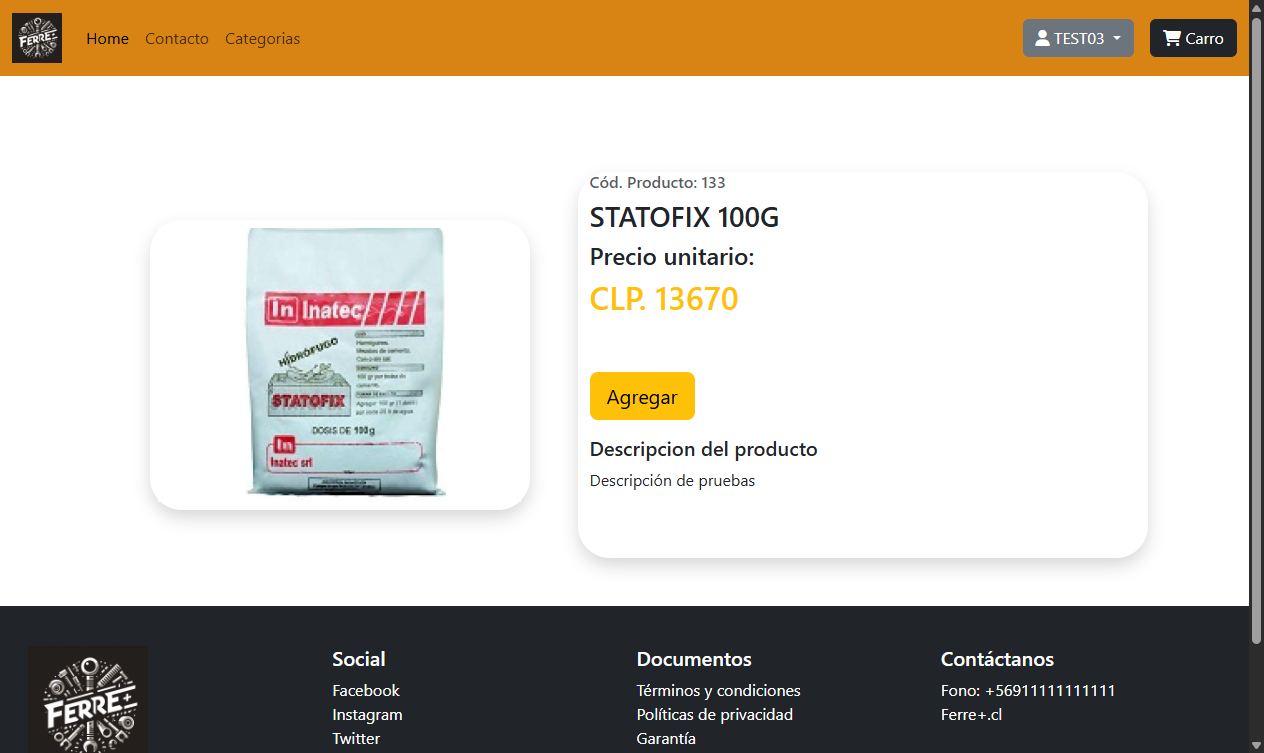 FERRE+
Home
Contacto
Categorias
TEST03
Carro
Cód. Producto: 133
STATOFIX 100G
Precio unitario:
CLP. 13670
Agregar
Descripcion del producto
Descripción de pruebas
In Inatec
HIDRÓFUGO
STATOFIX
DOSIS DE 100g
In
Inatec srl
FERRE+
Social
Facebook
Instagram
Twitter
Documentos
Términos y condiciones
Políticas de privacidad
Garantía
Contáctanos
Fono: +56911111111111
Ferre+.cl